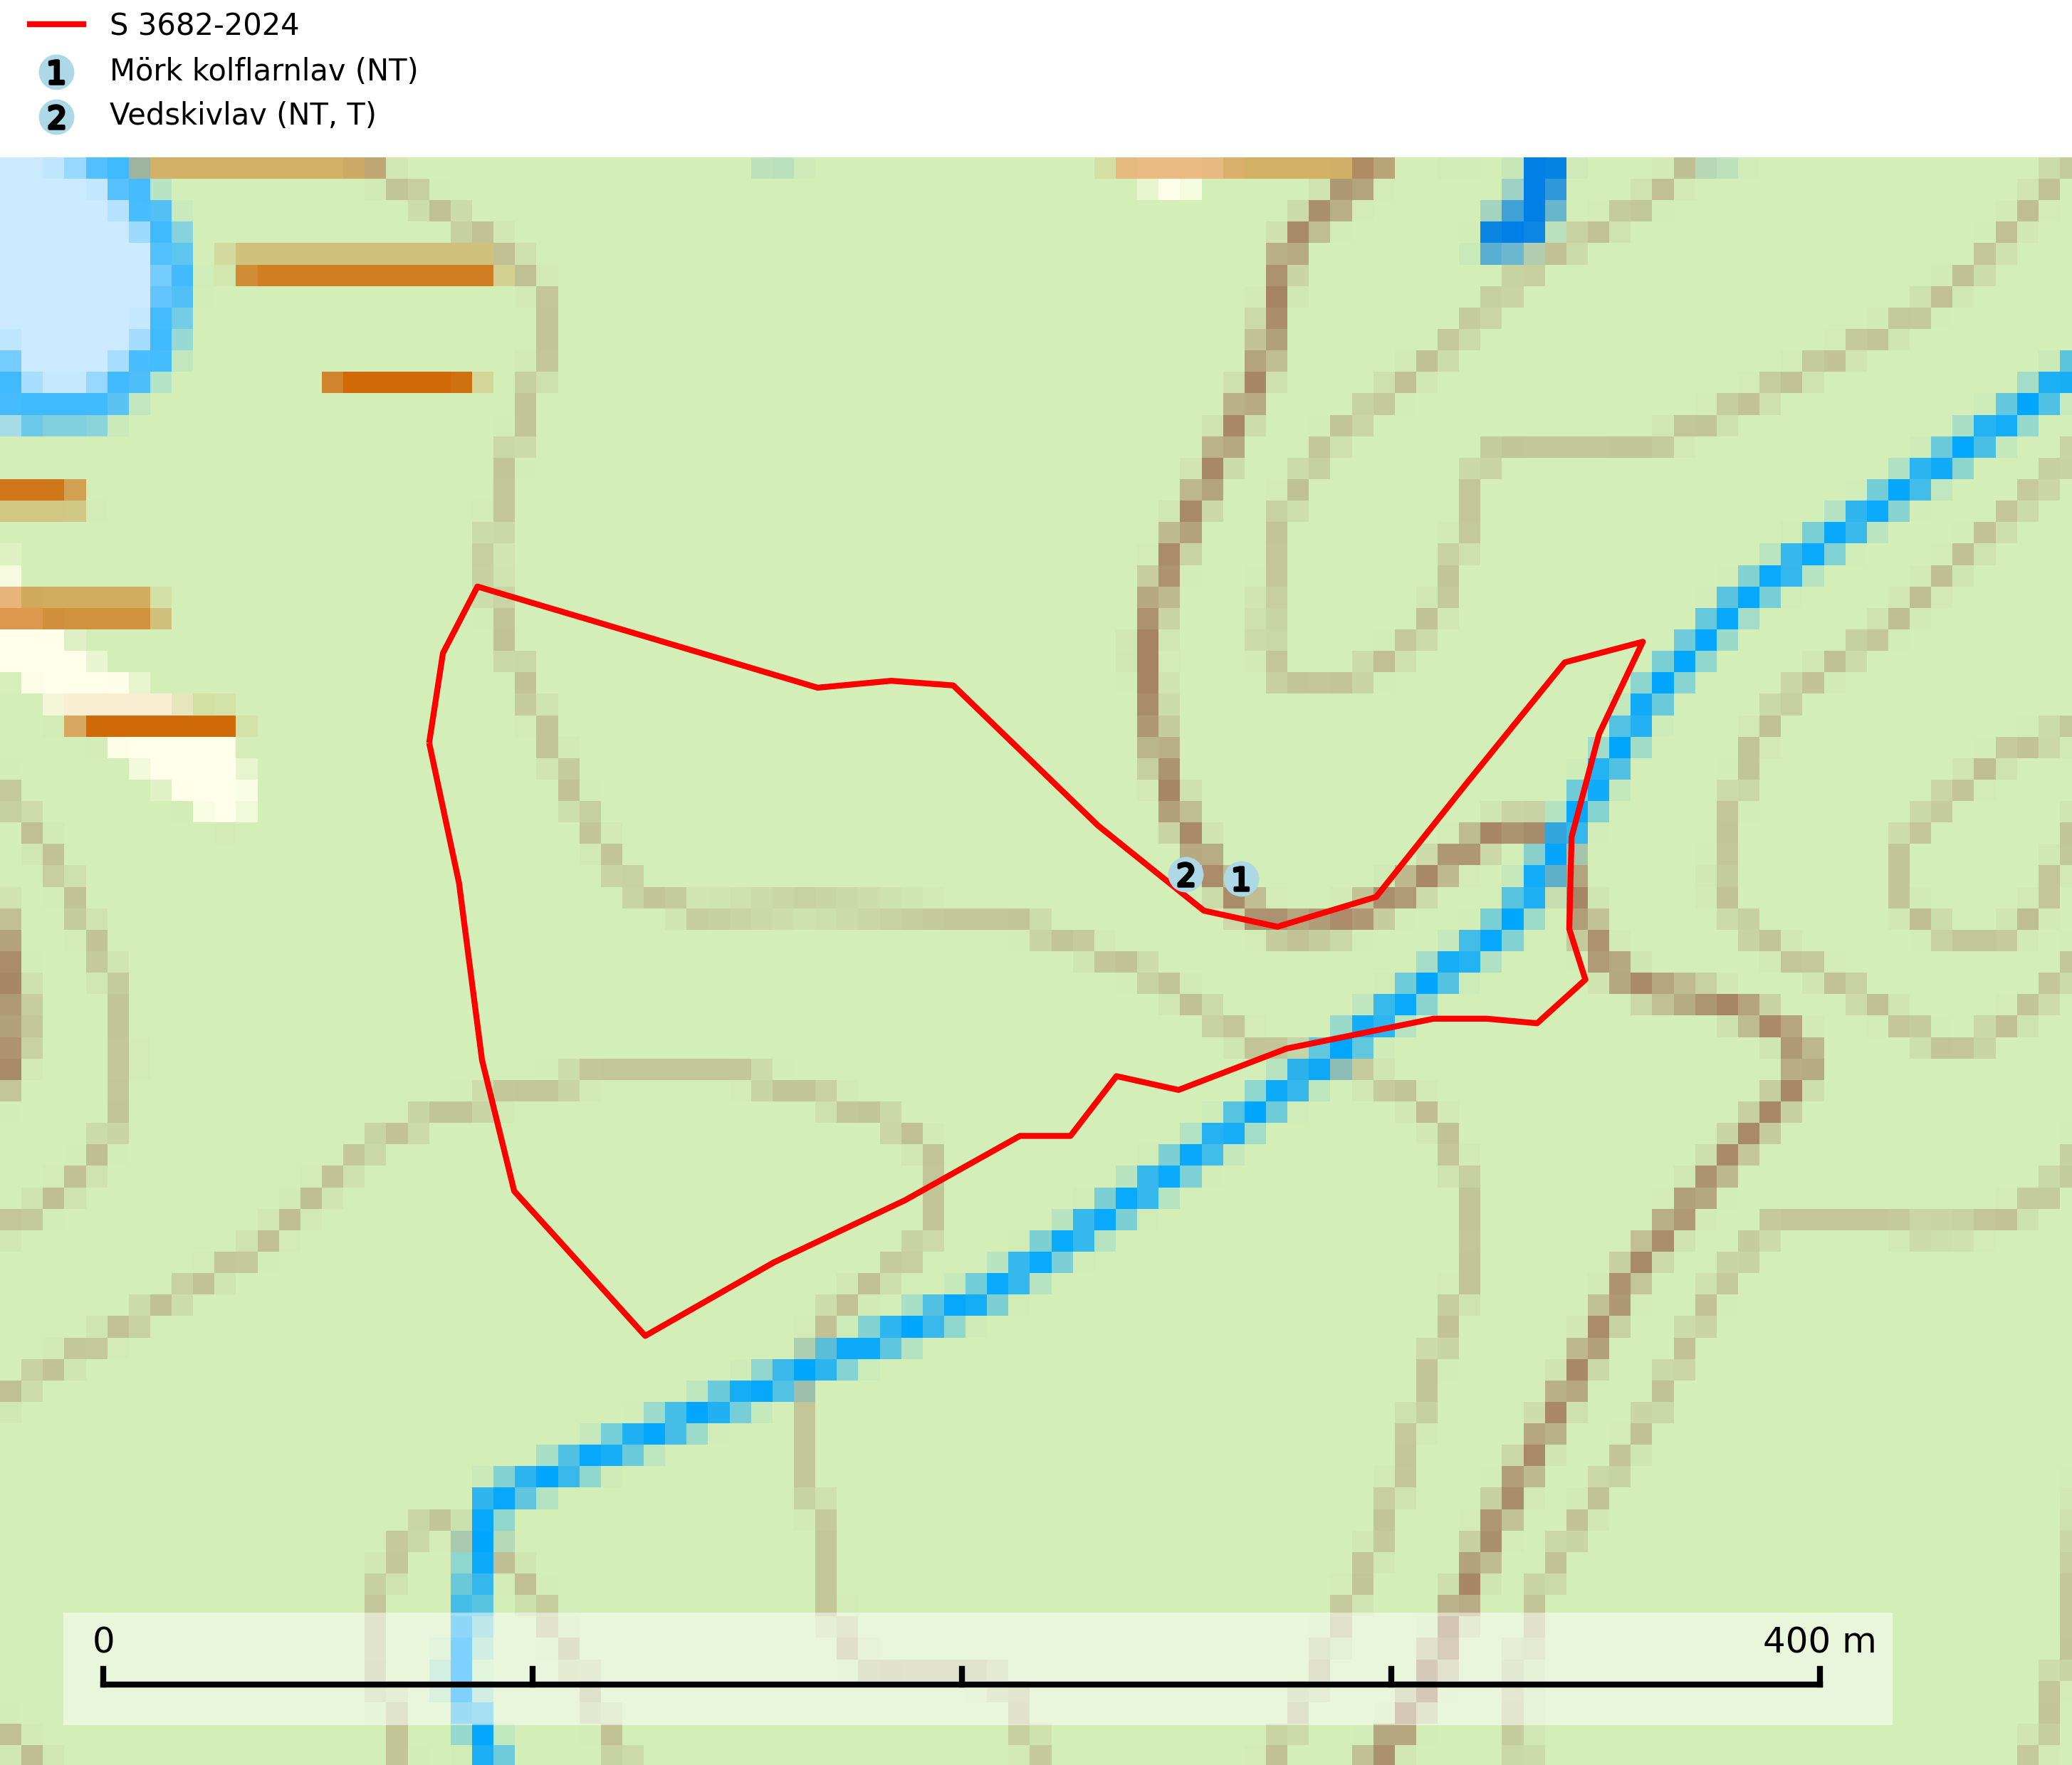 S 3682-2024
1 Mörk kolflarnlav (NT)
2 Vedskivlav (NT, T)
2 1
0 400 m